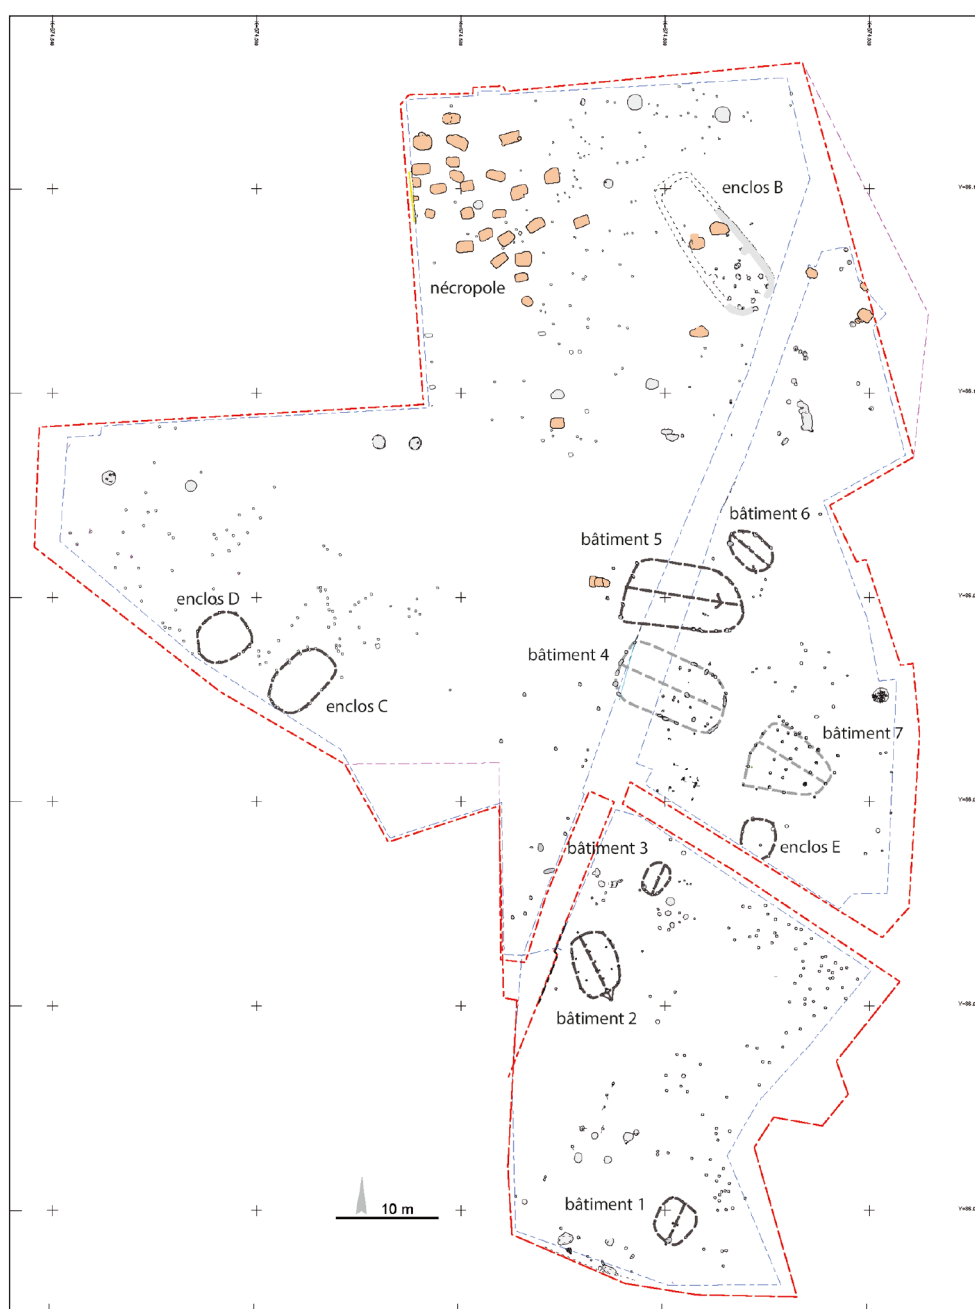 enclos B
nécropole
bâtiment 6
bâtiment 5
enclos D
bâtiment 4
enclos C
bâtiment 7
bâtiment 3
enclos E
bâtiment 2
bâtiment 1
10 m